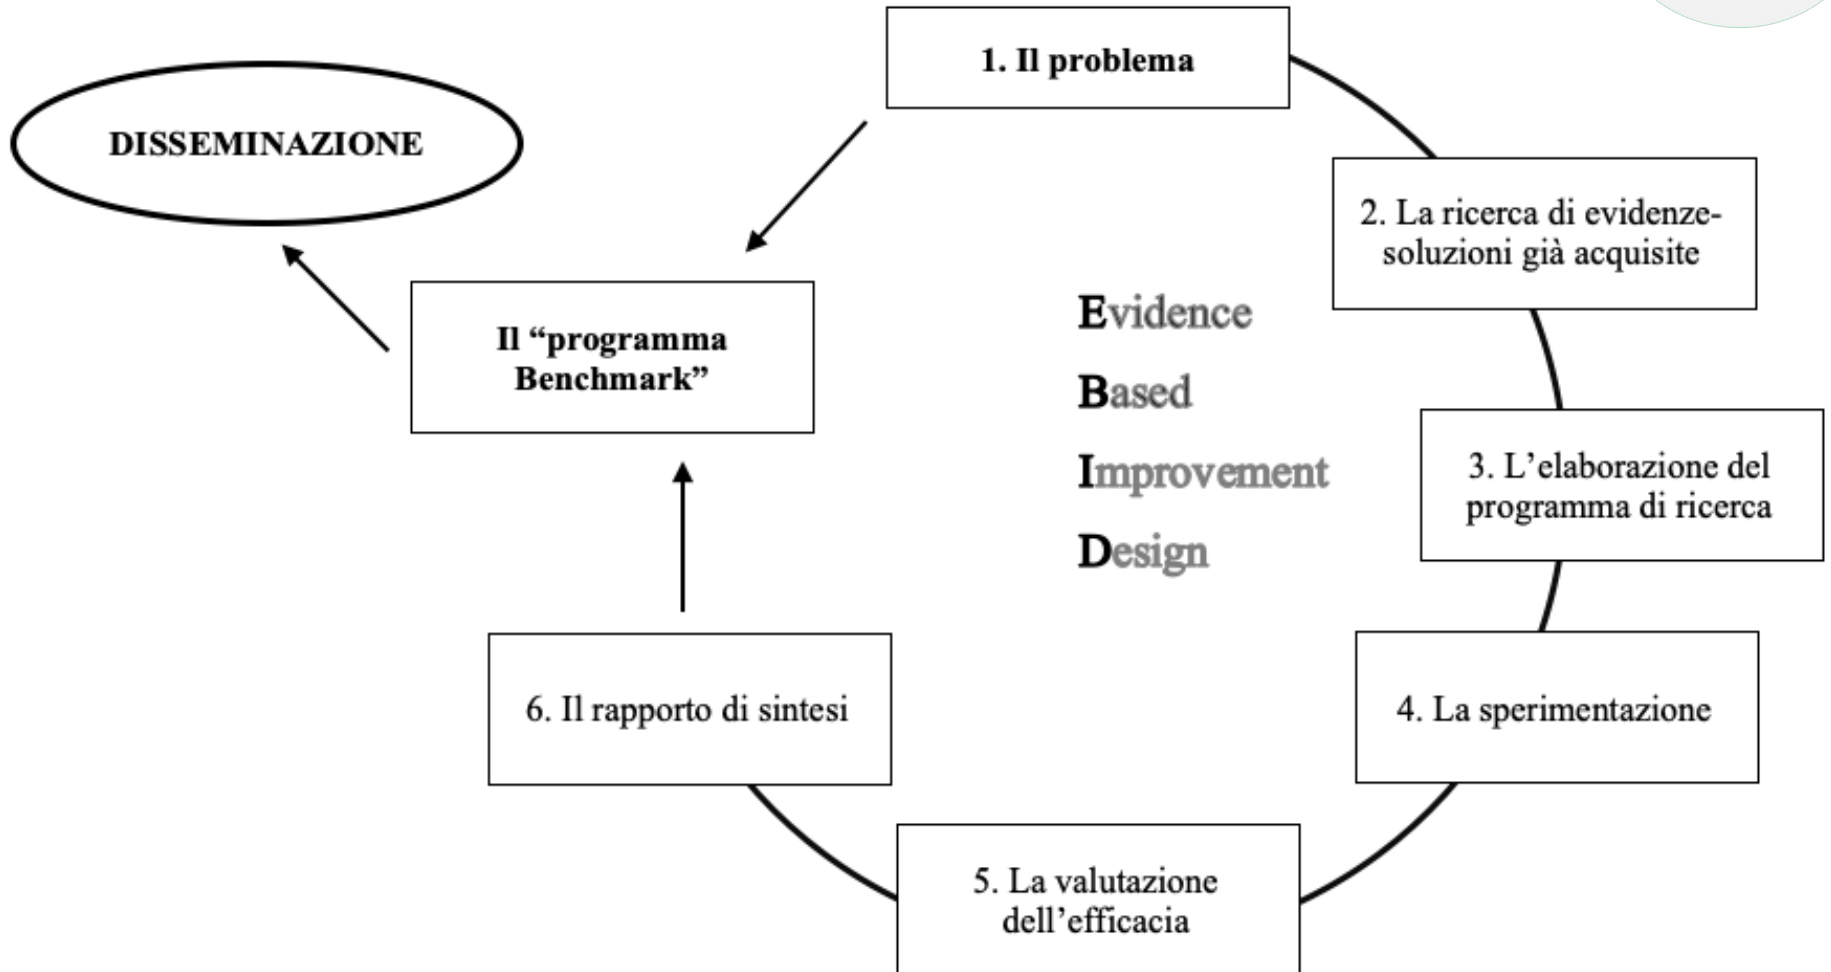 1. Il problema
DISSEMINAZIONE
2. La ricerca di evidenze-
soluzioni già acquisite
Il “programma
Benchmark”
Evidence
Based
Improvement
Design
3. L’elaborazione del
programma di ricerca
4. La sperimentazione
5. La valutazione
dell’efficacia
6. Il rapporto di sintesi